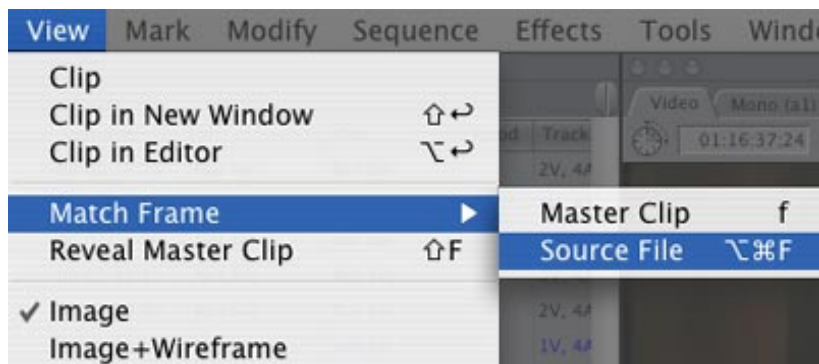 View Mark Modify Sequence Effects Tools
Clip
Clip in New Window ⇧↩
Clip in Editor ⌥↩
Match Frame ▶
Reveal Master Clip ⇧F
✓ Image
Image+Wireframe
Master Clip f
Source File ⌥⌘F
Video Mono (a1)
01:16:37:24
Track
2V, 4A
2V, 4A
1V, 4A